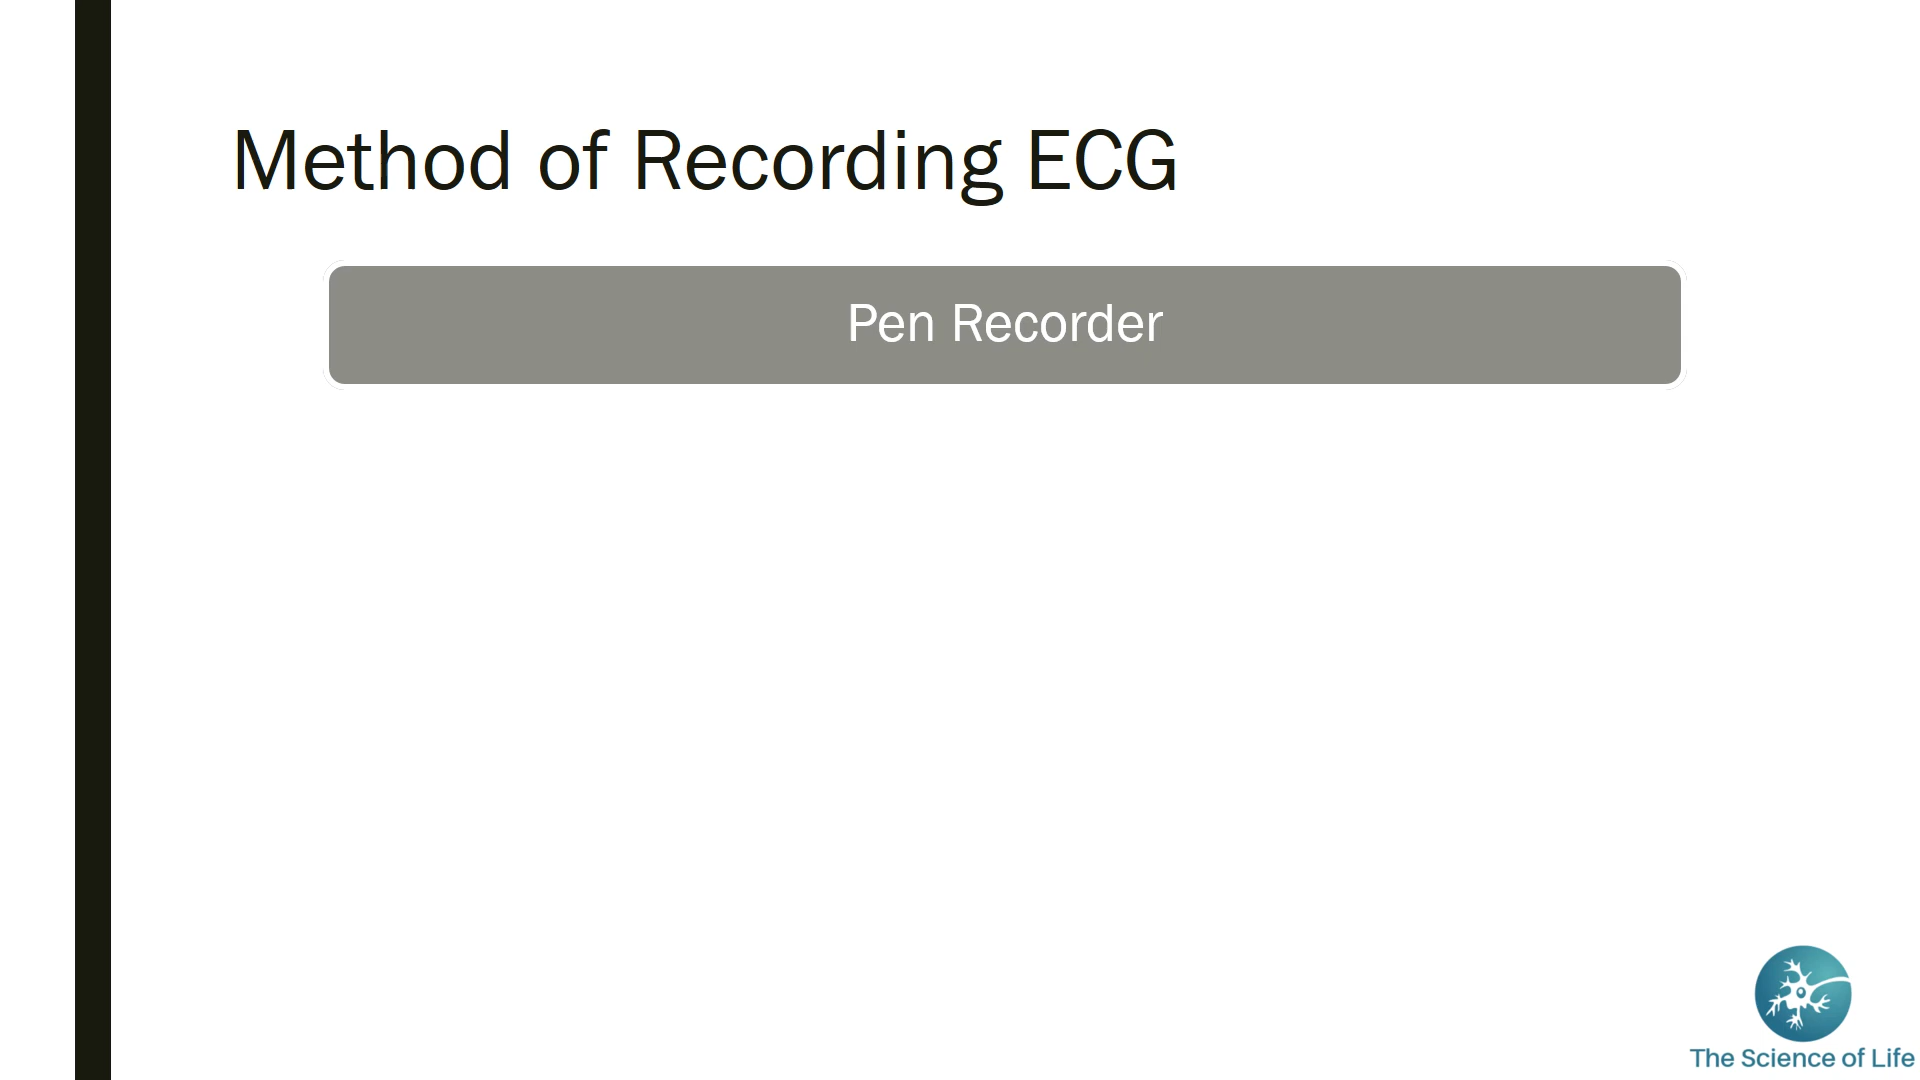 Method of Recording ECG
Pen Recorder
The Science of Life